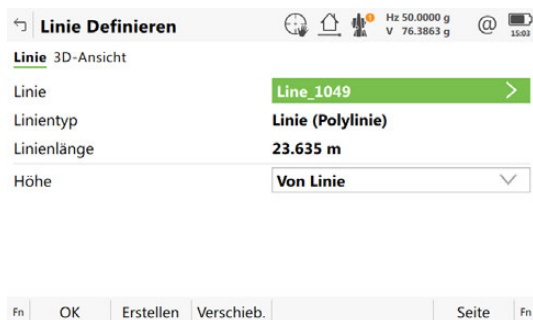 Linie Definieren
Hz 50.0000 g
V 76.3863 g
@
15:03
Linie 3D-Ansicht
Linie Line_1049
Linientyp Linie (Polylinie)
Linienlänge 23.635 m
Höhe Von Linie
Fn OK Erstellen Verschieb. Seite Fn